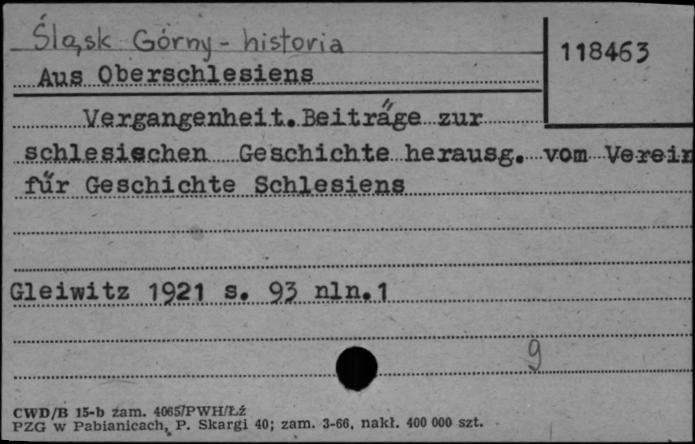 Śląsk Górny - historia
118463
Aus Oberschlesiens
Vergangenheit. Beiträge zur
schlesischen Geschichte herausg. vom Verein
für Geschichte Schlesiens
Gleiwitz 1921 s. 93 nln. 1
9
CWD/B 15-b zam. 4065/PWH/Łź
PZG w Pabianicach, P. Skargi 40; zam. 3-66, nakł. 400 000 szt.